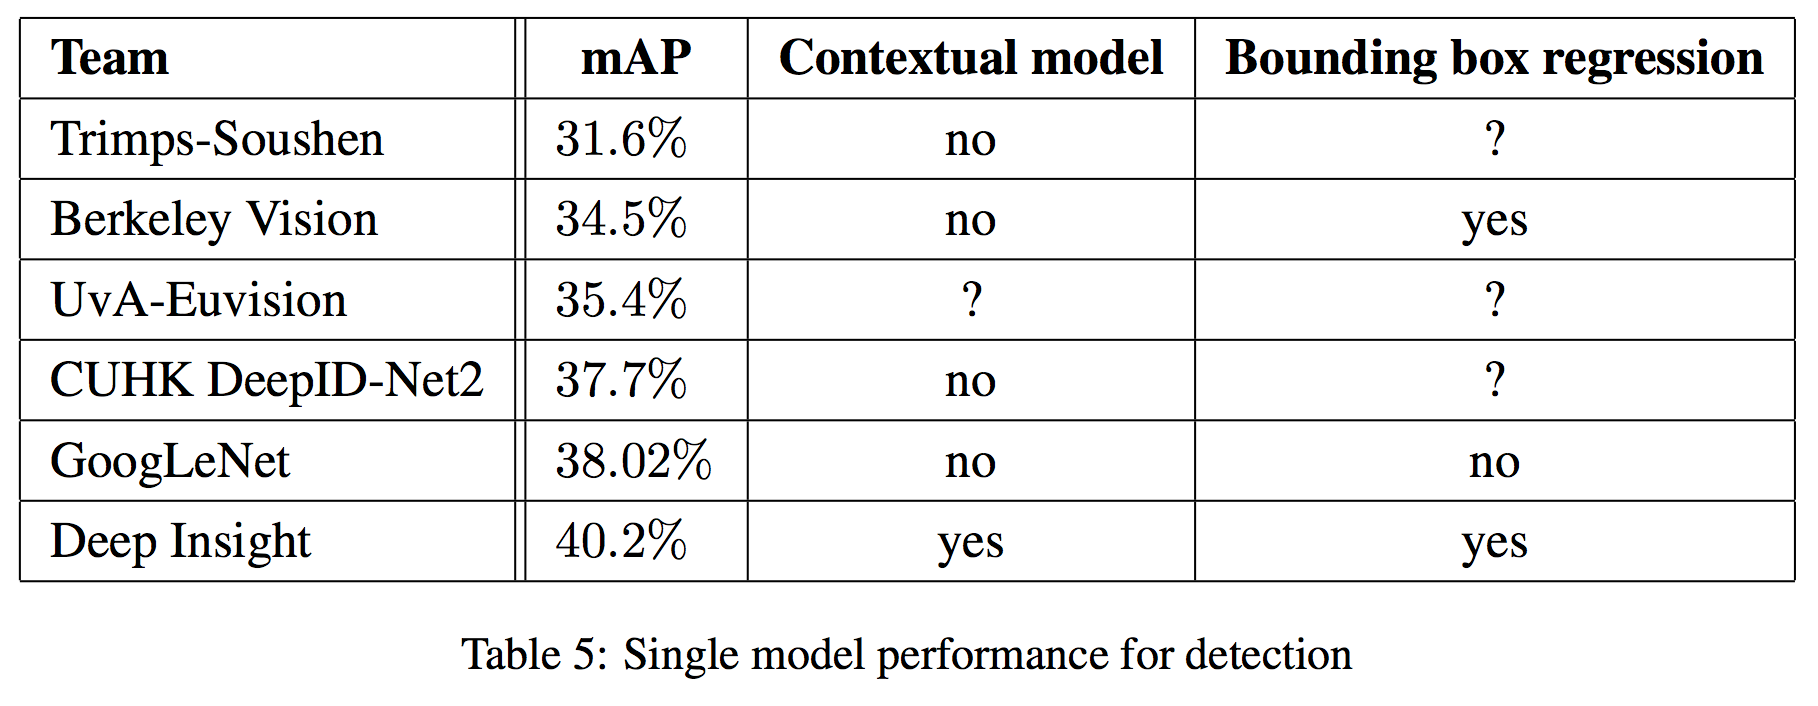 Team mAP Contextual model Bounding box regression
Trimps-Soushen 31.6% no ?
Berkeley Vision 34.5% no yes
UvA-Euvision 35.4% ? ?
CUHK DeepID-Net2 37.7% no ?
GoogLeNet 38.02% no no
Deep Insight 40.2% yes yes
Table 5: Single model performance for detection